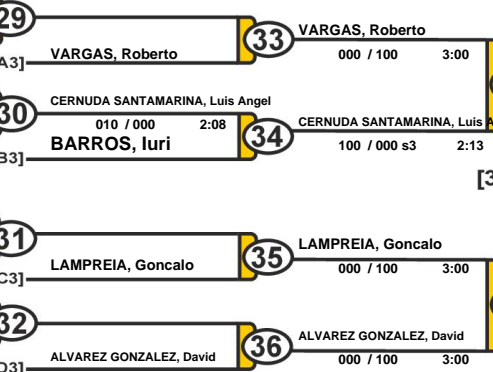 29
VARGAS, Roberto
A3]
33
VARGAS, Roberto
000 / 100 3:00
30
CERNUDA SANTAMARINA, Luis Angel
010 / 000 2:08
BARROS, Iuri
B3]
34
CERNUDA SANTAMARINA, Luis A
100 / 000 s3 2:13
[3
31
LAMPREIA, Goncalo
C3]
35
LAMPREIA, Goncalo
000 / 100 3:00
32
ALVAREZ GONZALEZ, David
D3]
36
ALVAREZ GONZALEZ, David
000 / 100 3:00